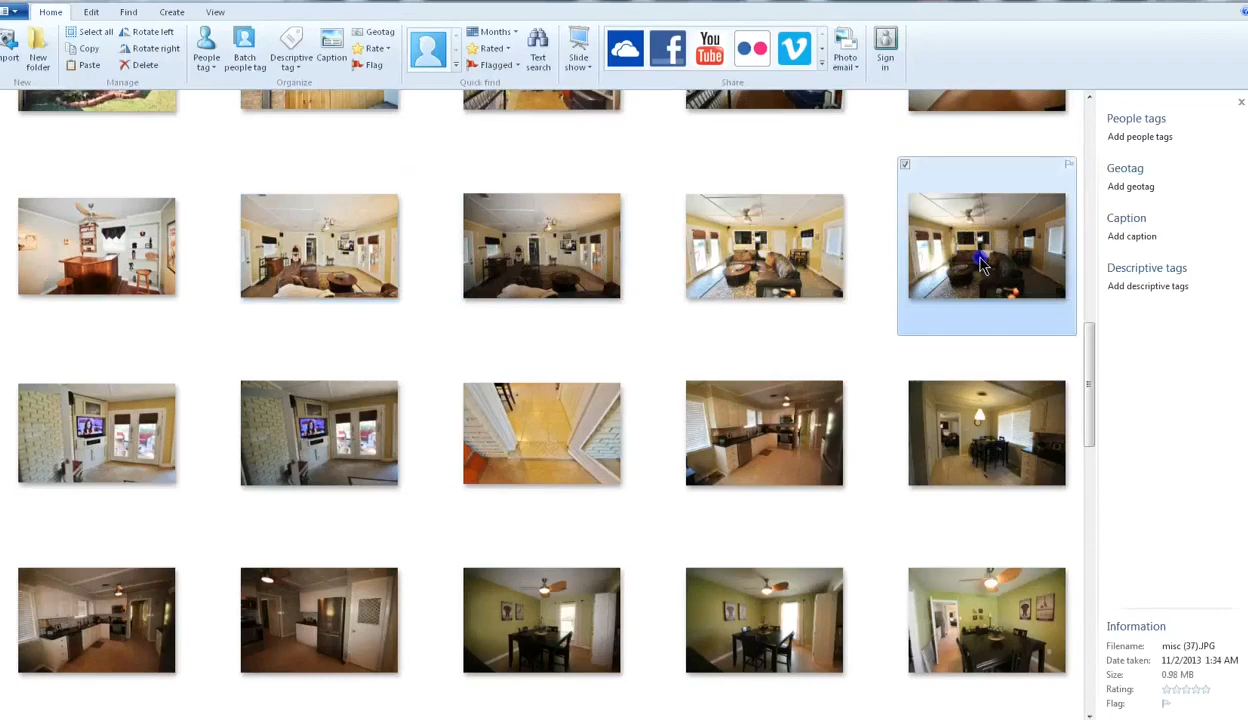 Home Edit Find Create View
Import New folder
Select all Copy Paste
Rotate left Rotate right Delete
People tag Batch people tag Descriptive tag Caption
Geotag Rate Flag
Months Rated Flagged
Text search
Slide show
You Tube
Photo email
Sign in
New Manage Organize Quick find Share
People tags
Add people tags
Geotag
Add geotag
Caption
Add caption
Descriptive tags
Add descriptive tags
Information
Filename: misc (37).JPG
Date taken: 11/2/2013 1:34 AM
Size: 0.98 MB
Rating:
Flag: